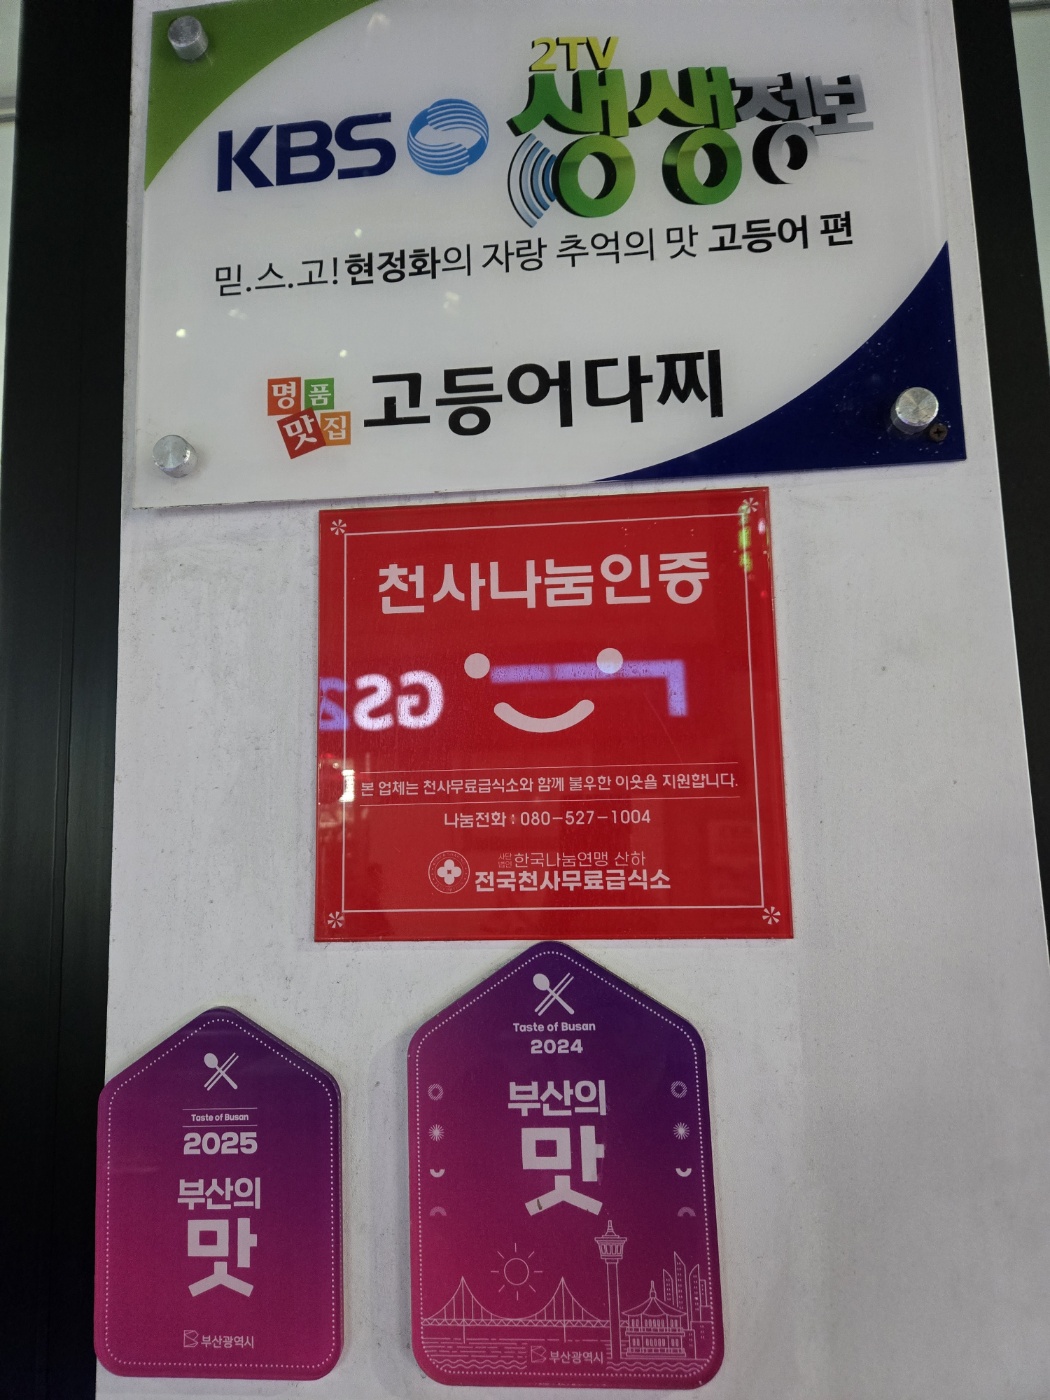 2TV
KBS 생생정보
믿.스.고! 현정화의 자랑 추억의 맛 고등어 편
명품
맛집
고등어다찌
천사나눔인증
GS2
본 업체는 천사무료급식소와 함께 불우한 이웃을 지원합니다.
나눔전화 : 080-527-1004
사단법인 한국나눔연맹 산하
전국천사무료급식소
Taste of Busan
2025
부산의
맛
부산광역시
Taste of Busan
2024
부산의
맛
부산광역시